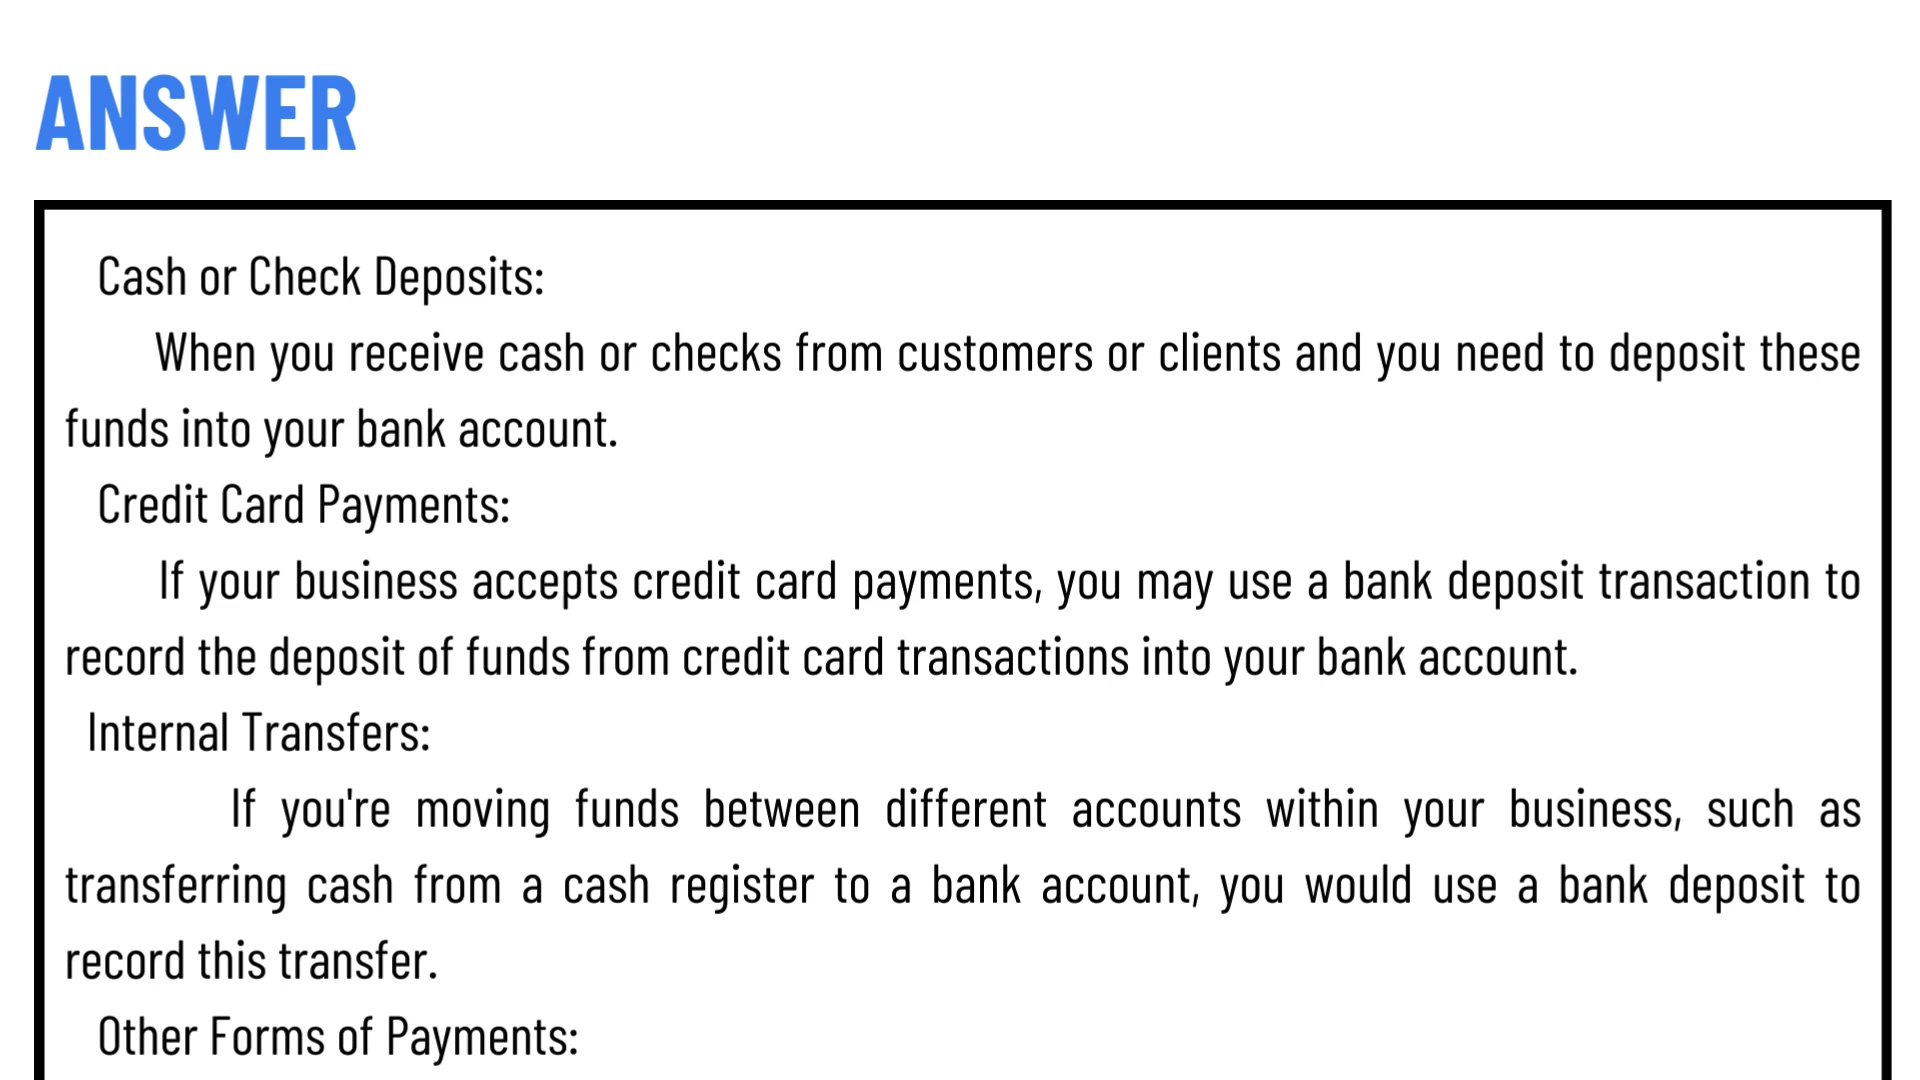 ANSWER
Cash or Check Deposits:
When you receive cash or checks from customers or clients and you need to deposit these
funds into your bank account.
Credit Card Payments:
If your business accepts credit card payments, you may use a bank deposit transaction to
record the deposit of funds from credit card transactions into your bank account.
Internal Transfers:
If you're moving funds between different accounts within your business, such as
transferring cash from a cash register to a bank account, you would use a bank deposit to
record this transfer.
Other Forms of Payments: